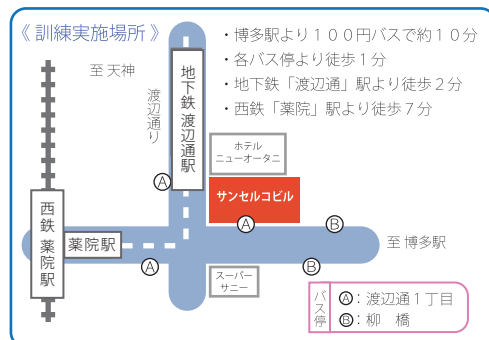 《 訓練実施場所 》
・博多駅より１００円バスで約１０分
・各バス停より徒歩１分
・地下鉄「渡辺通」駅より徒歩２分
・西鉄「薬院」駅より徒歩７分
至 天神
渡辺通り
地下鉄 渡辺通駅
ホテル
ニューオータニ
Ⓐ
サンセルコビル
西鉄 薬院駅
薬院駅
Ⓐ
Ⓑ
至 博多駅
Ⓐ
Ⓑ
スーパー
サニー
バス停
Ⓐ：渡辺通１丁目
Ⓑ：柳　橋